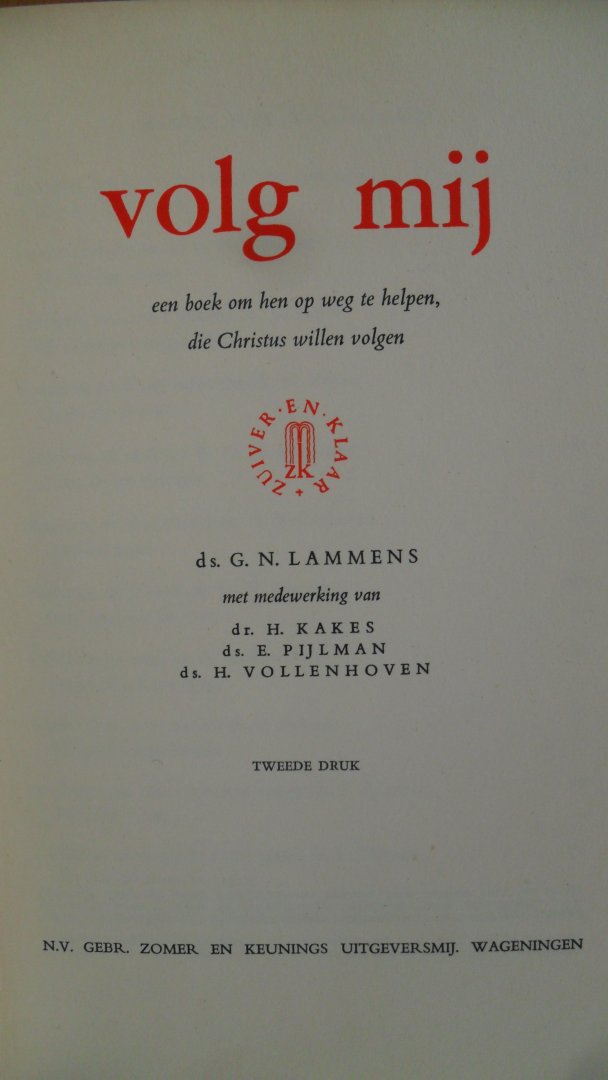 volg mij
een boek om hen op weg te helpen,
die Christus willen volgen
ZUIVER · EN · KLAAR +
ZK
ds. G. N. LAMMENS
met medewerking van
dr. H. KAKES
ds. E. PIJLMAN
ds. H. VOLLENHOVEN
TWEEDE DRUK
N.V. GEBR. ZOMER EN KEUNINGS UITGEVERSMIJ. WAGENINGEN